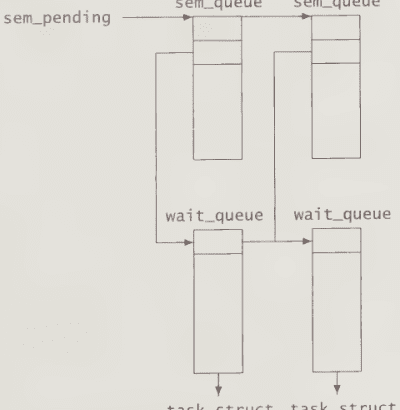 sem_queue sem_queue
sem_pending
wait_queue wait_queue
task_struct task_struct